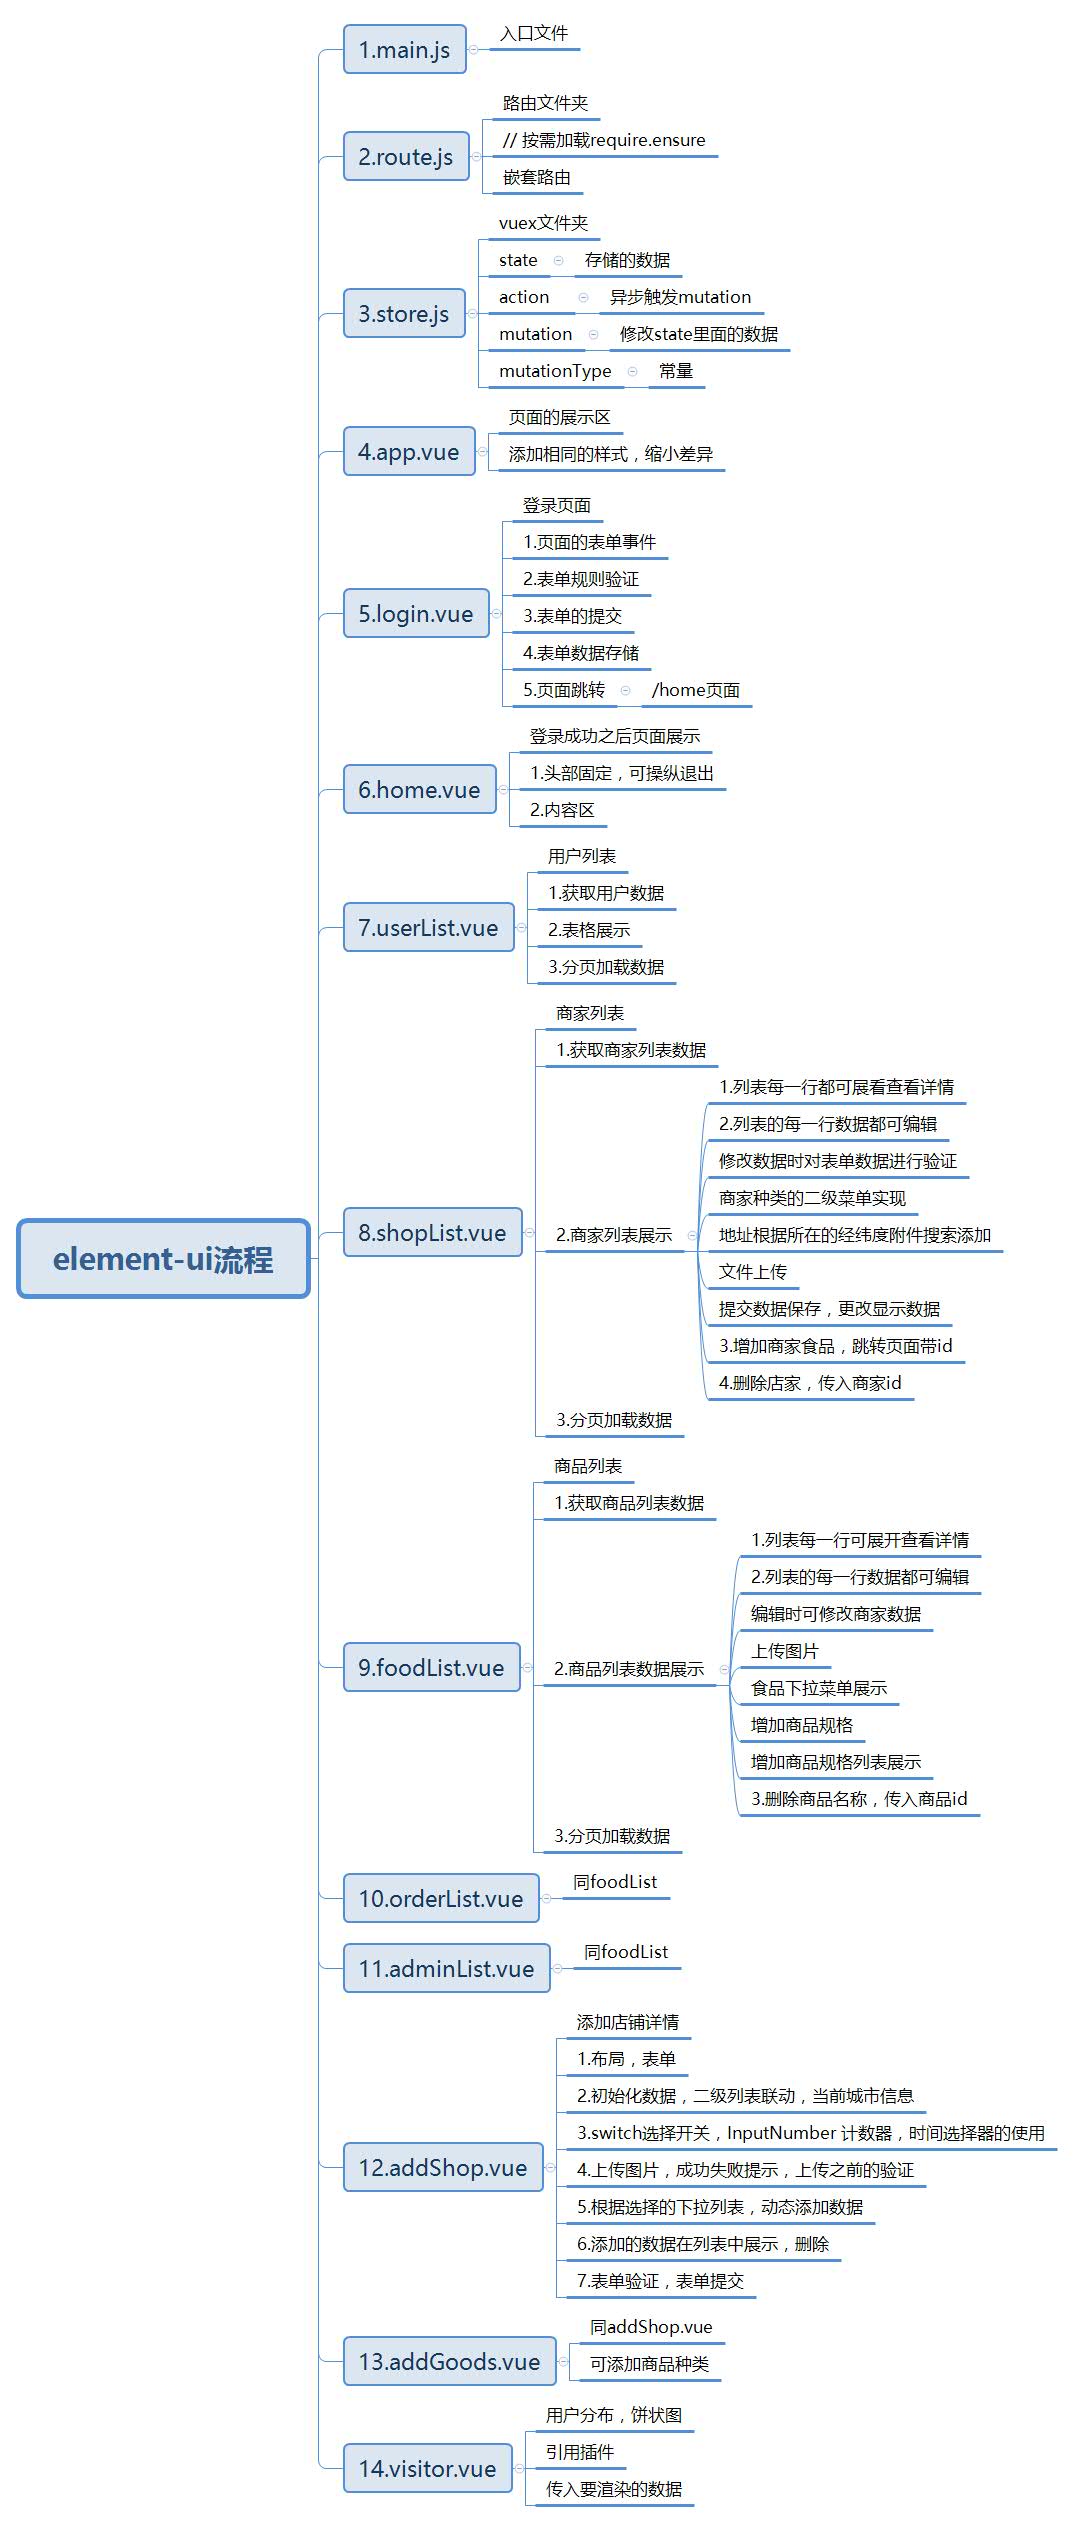 element-ui流程
1.main.js
入口文件
2.route.js
路由文件夹
// 按需加载require.ensure
嵌套路由
3.store.js
vuex文件夹
state
存储的数据
action
异步触发mutation
mutation
修改state里面的数据
mutationType
常量
4.app.vue
页面的展示区
添加相同的样式，缩小差异
5.login.vue
登录页面
1.页面的表单事件
2.表单规则验证
3.表单的提交
4.表单数据存储
5.页面跳转
/home页面
6.home.vue
登录成功之后页面展示
1.头部固定，可操纵退出
2.内容区
7.userList.vue
用户列表
1.获取用户数据
2.表格展示
3.分页加载数据
8.shopList.vue
商家列表
1.获取商家列表数据
2.商家列表展示
1.列表每一行都可展看查看详情
2.列表的每一行数据都可编辑
修改数据时对表单数据进行验证
商家种类的二级菜单实现
地址根据所在的经纬度附件搜索添加
文件上传
提交数据保存，更改显示数据
3.增加商家食品，跳转页面带id
4.删除店家，传入商家id
3.分页加载数据
9.foodList.vue
商品列表
1.获取商品列表数据
2.商品列表数据展示
1.列表每一行可展开查看详情
2.列表的每一行数据都可编辑
编辑时可修改商家数据
上传图片
食品下拉菜单展示
增加商品规格
增加商品规格列表展示
3.删除商品名称，传入商品id
3.分页加载数据
10.orderList.vue
同foodList
11.adminList.vue
同foodList
12.addShop.vue
添加店铺详情
1.布局，表单
2.初始化数据，二级列表联动，当前城市信息
3.switch选择开关，InputNumber 计数器，时间选择器的使用
4.上传图片，成功失败提示，上传之前的验证
5.根据选择的下拉列表，动态添加数据
6.添加的数据在列表中展示，删除
7.表单验证，表单提交
13.addGoods.vue
同addShop.vue
可添加商品种类
14.visitor.vue
用户分布，饼状图
引用插件
传入要渲染的数据